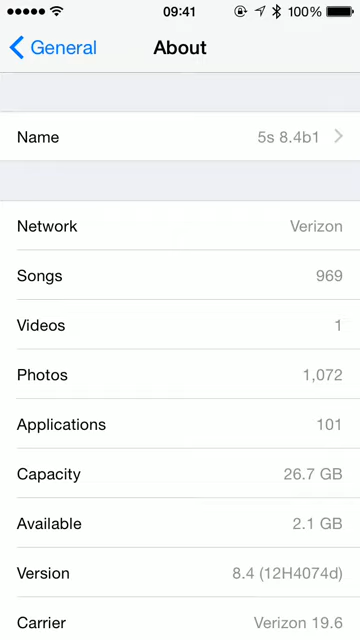 09:41 100%
General About
Name 5s 8.4b1
Network Verizon
Songs 969
Videos 1
Photos 1,072
Applications 101
Capacity 26.7 GB
Available 2.1 GB
Version 8.4 (12H4074d)
Carrier Verizon 19.6